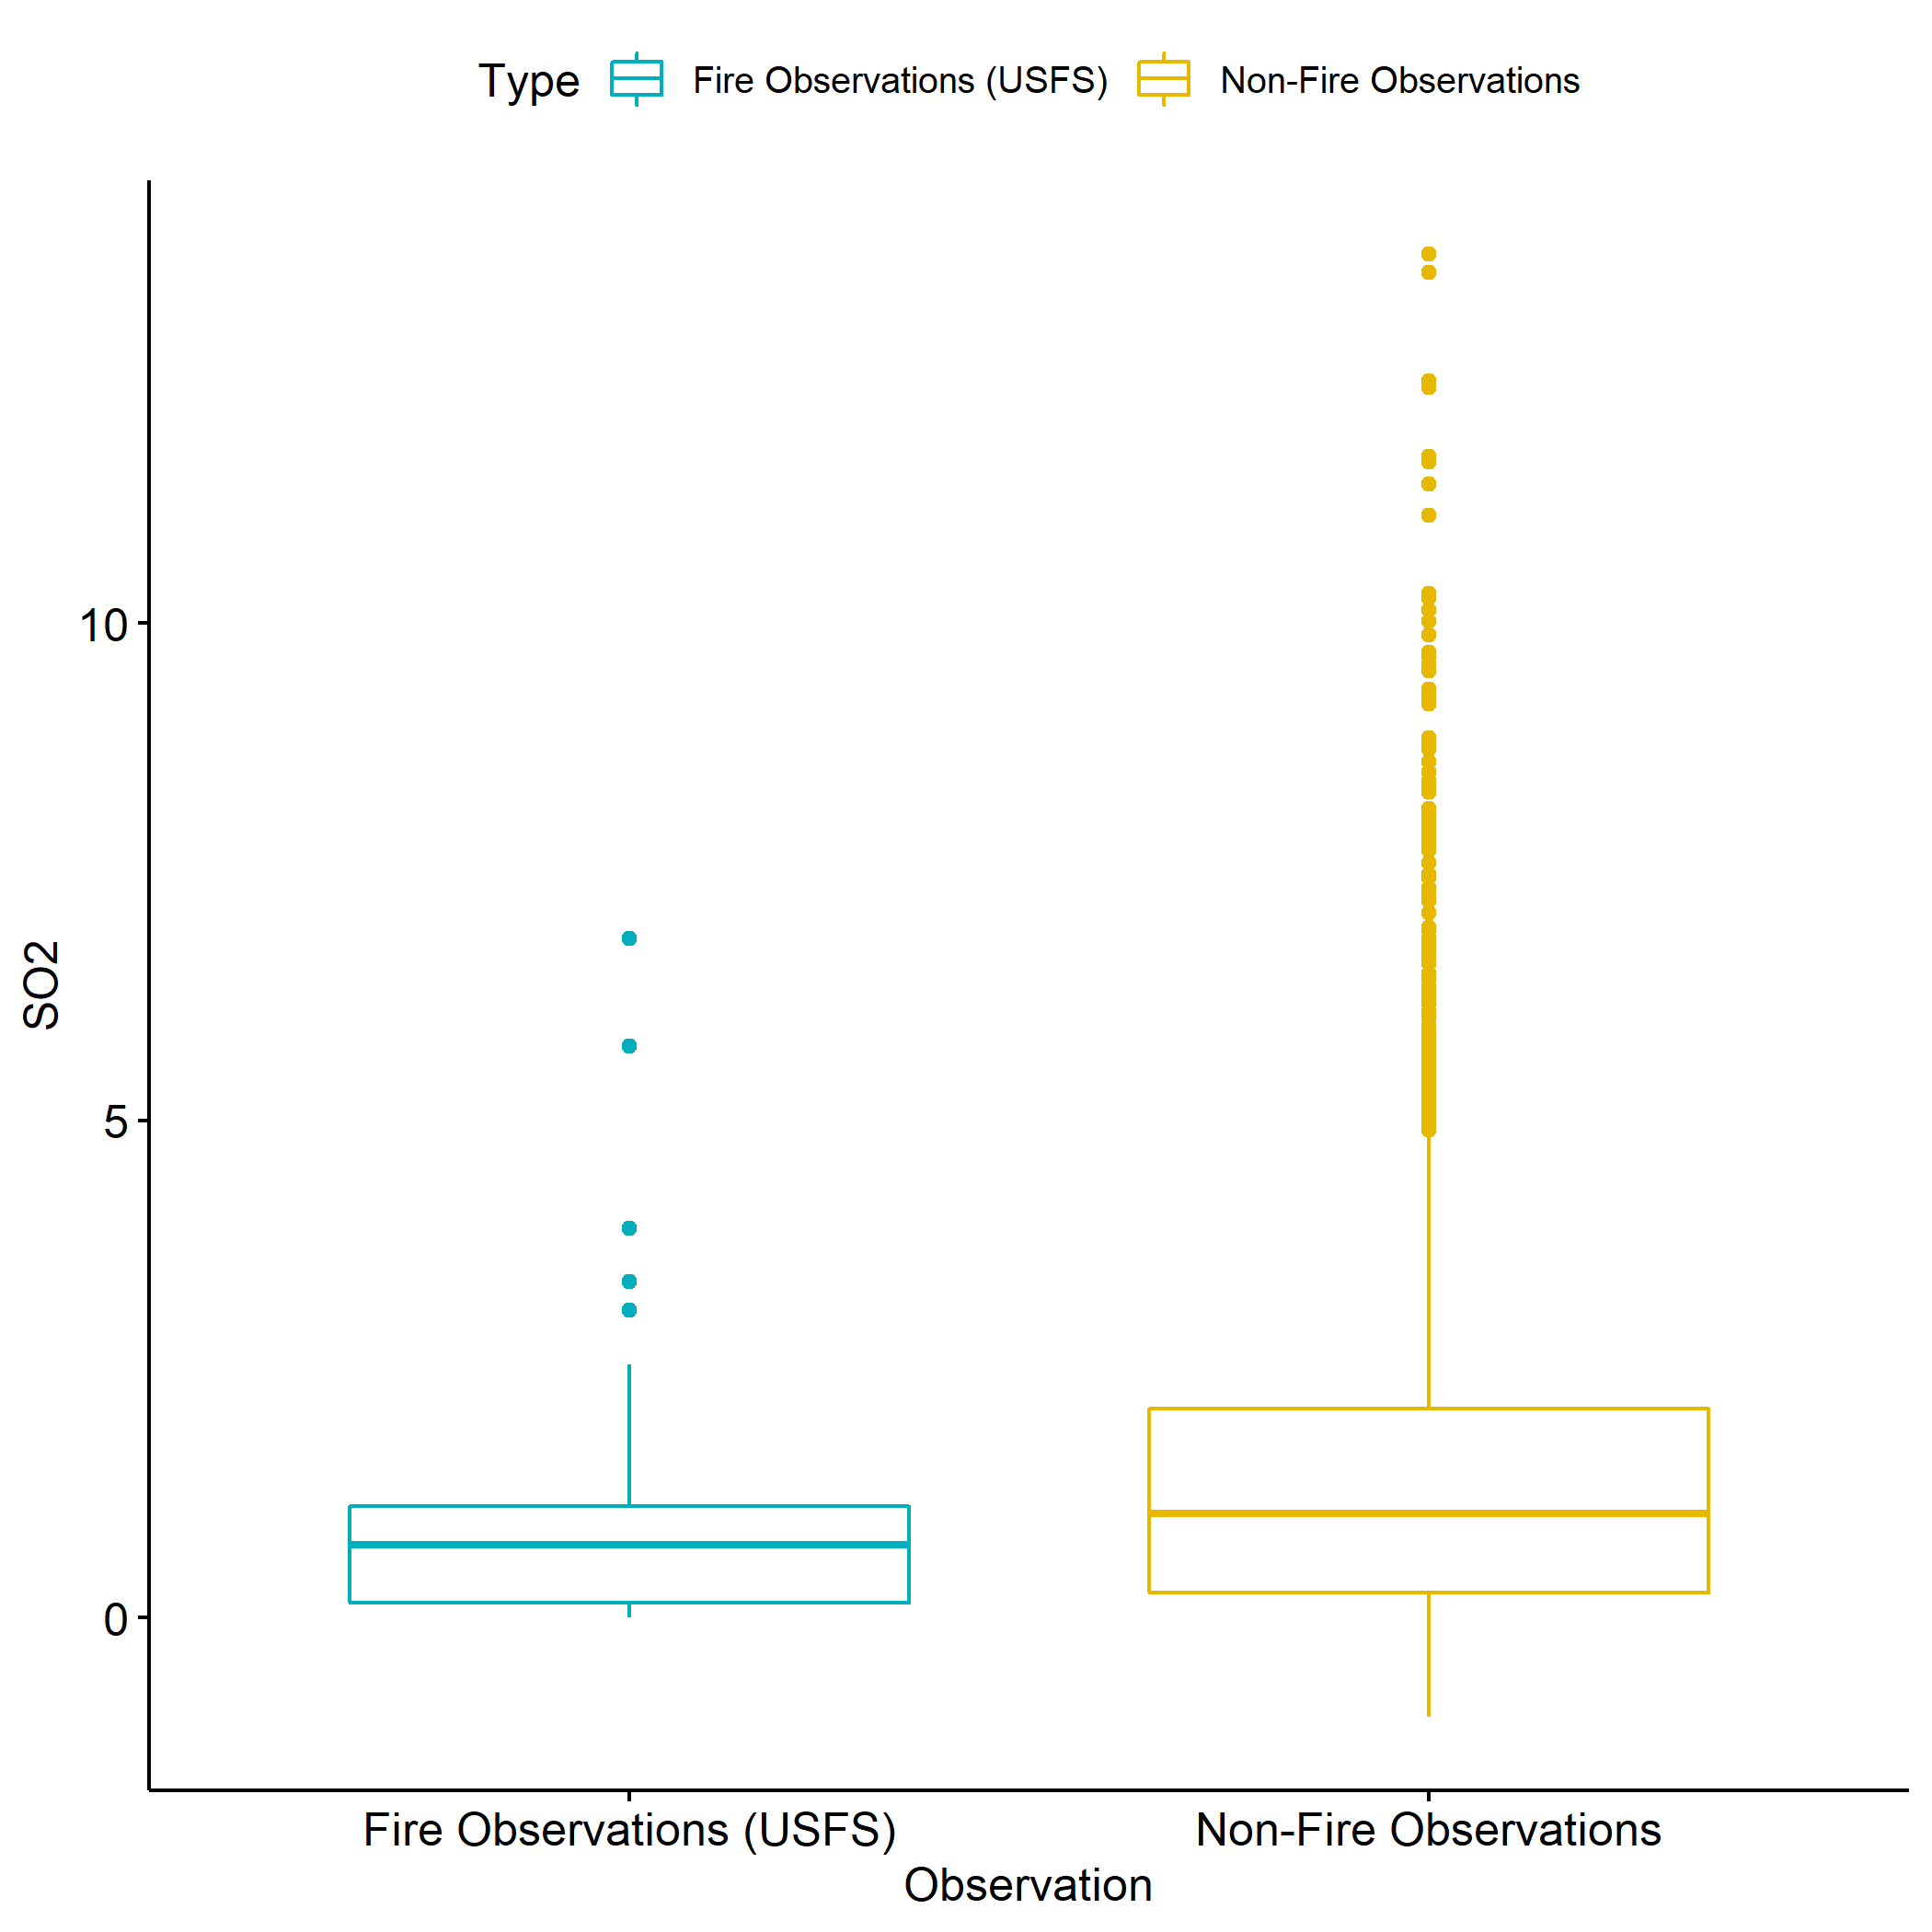 Type Fire Observations (USFS) Non-Fire Observations
10
5
0
SO2
Fire Observations (USFS) Non-Fire Observations
Observation